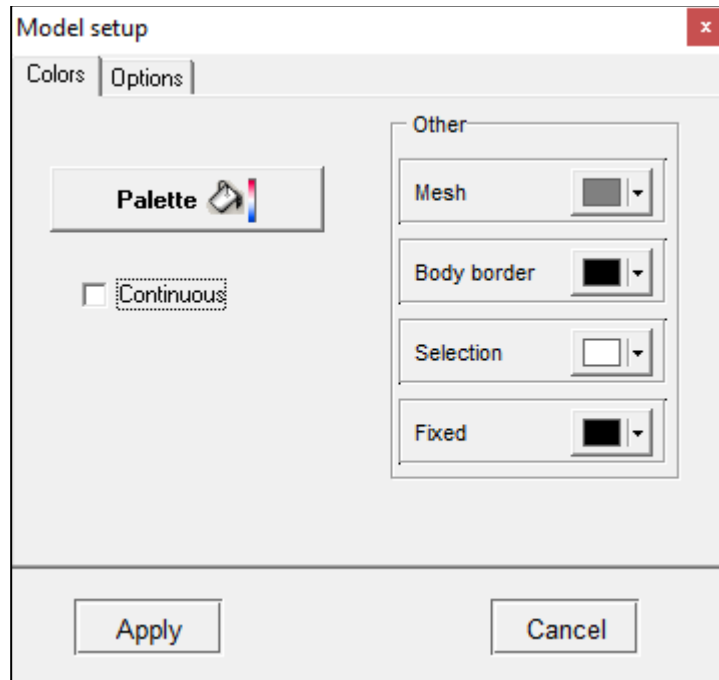 Model setup
x
Colors
Options
Other
Palette
Mesh
Body border
Continuous
Selection
Fixed
Apply
Cancel